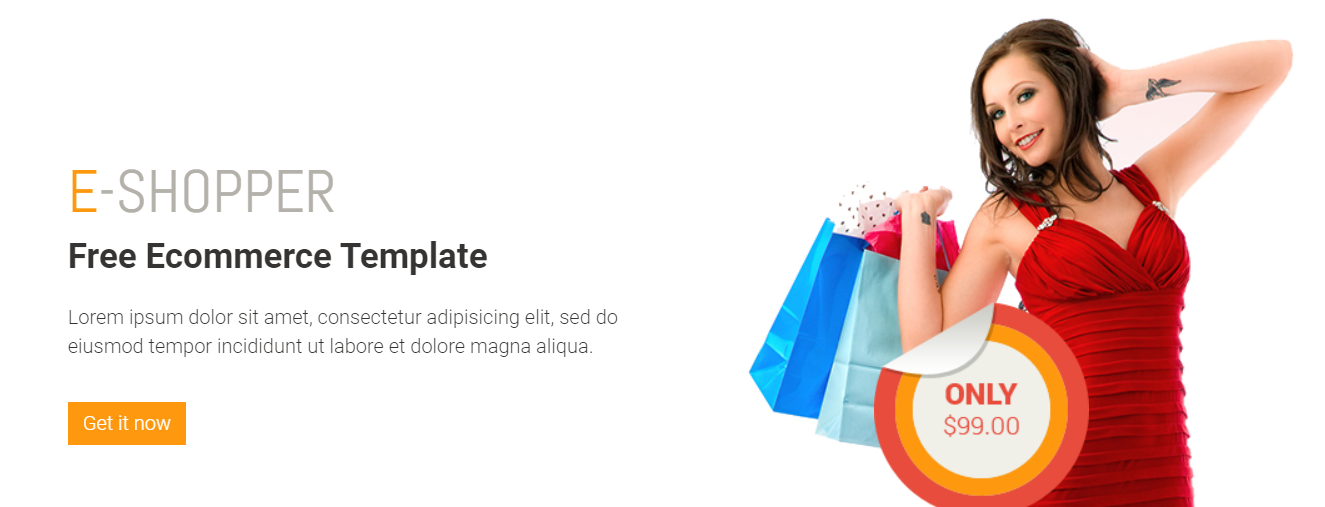 E-SHOPPER
Free Ecommerce Template
Lorem ipsum dolor sit amet, consectetur adipisicing elit, sed do
eiusmod tempor incididunt ut labore et dolore magna aliqua.
Get it now
ONLY
$99.00